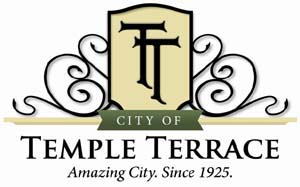 TT
CITY OF
TEMPLE TERRACE
Amazing City. Since 1925.